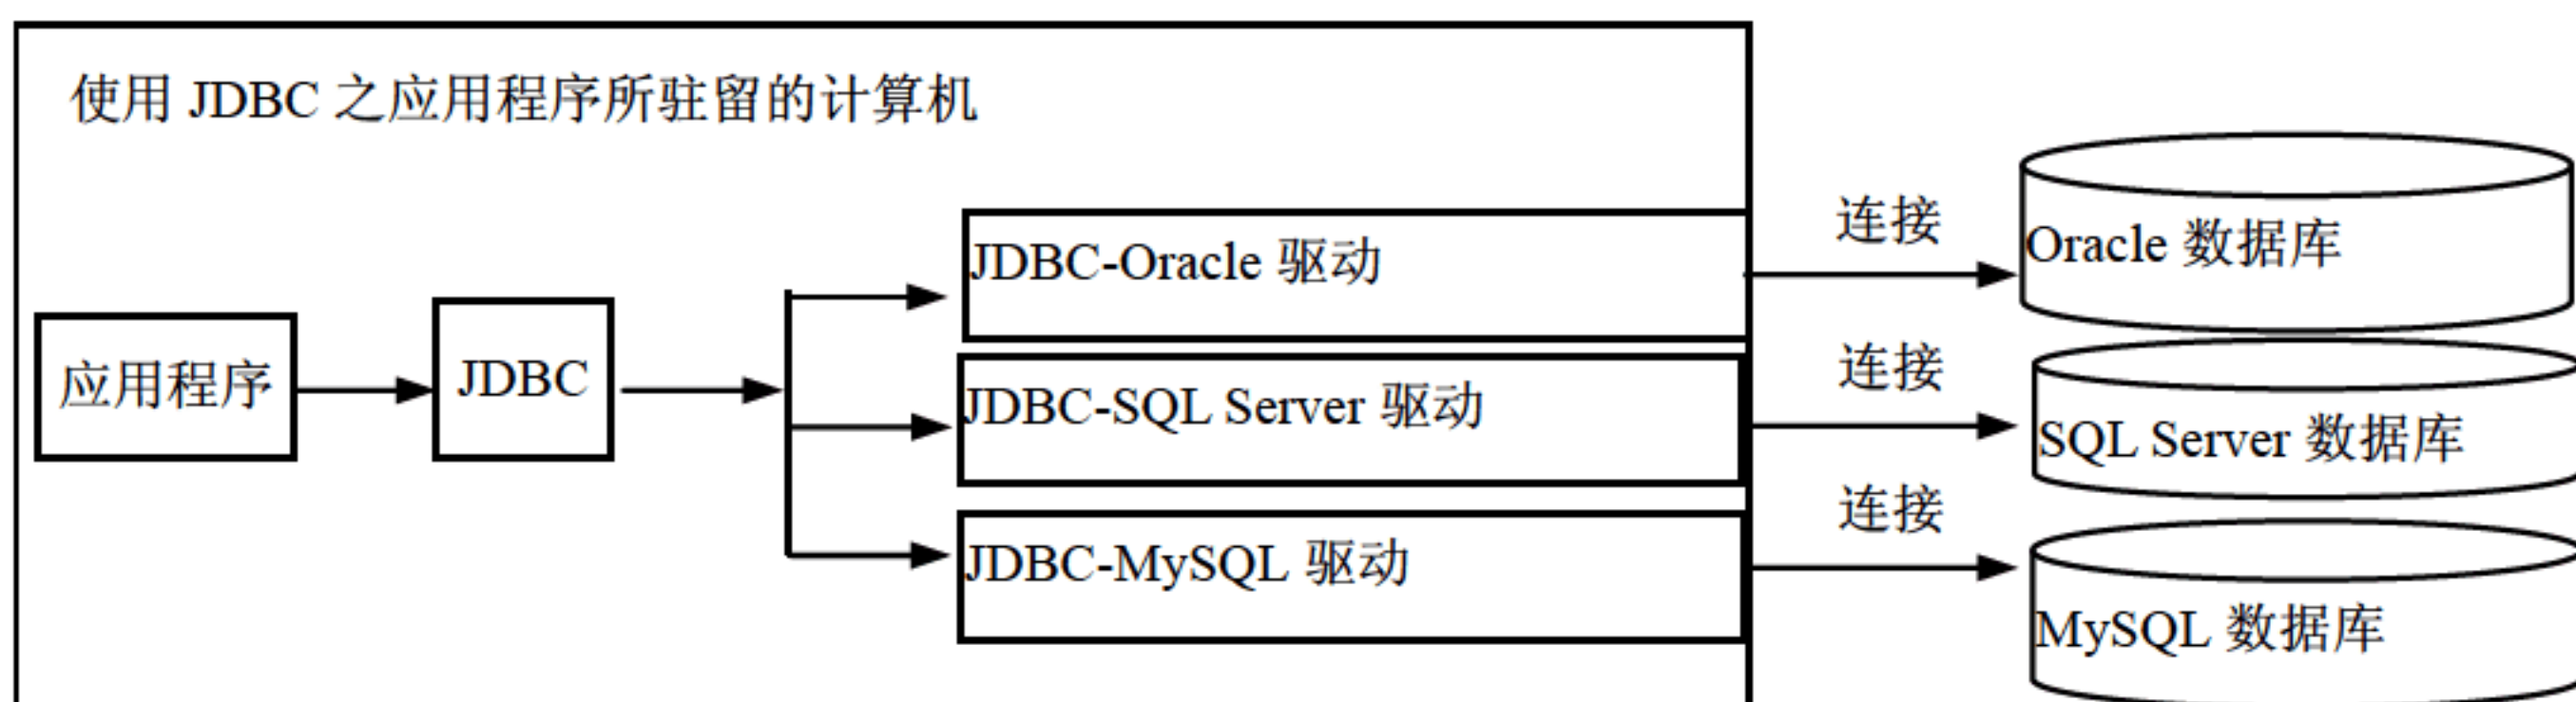 使用 JDBC 之应用程序所驻留的计算机
应用程序
JDBC
JDBC-Oracle 驱动
JDBC-SQL Server 驱动
JDBC-MySQL 驱动
连接
连接
连接
Oracle 数据库
SQL Server 数据库
MySQL 数据库